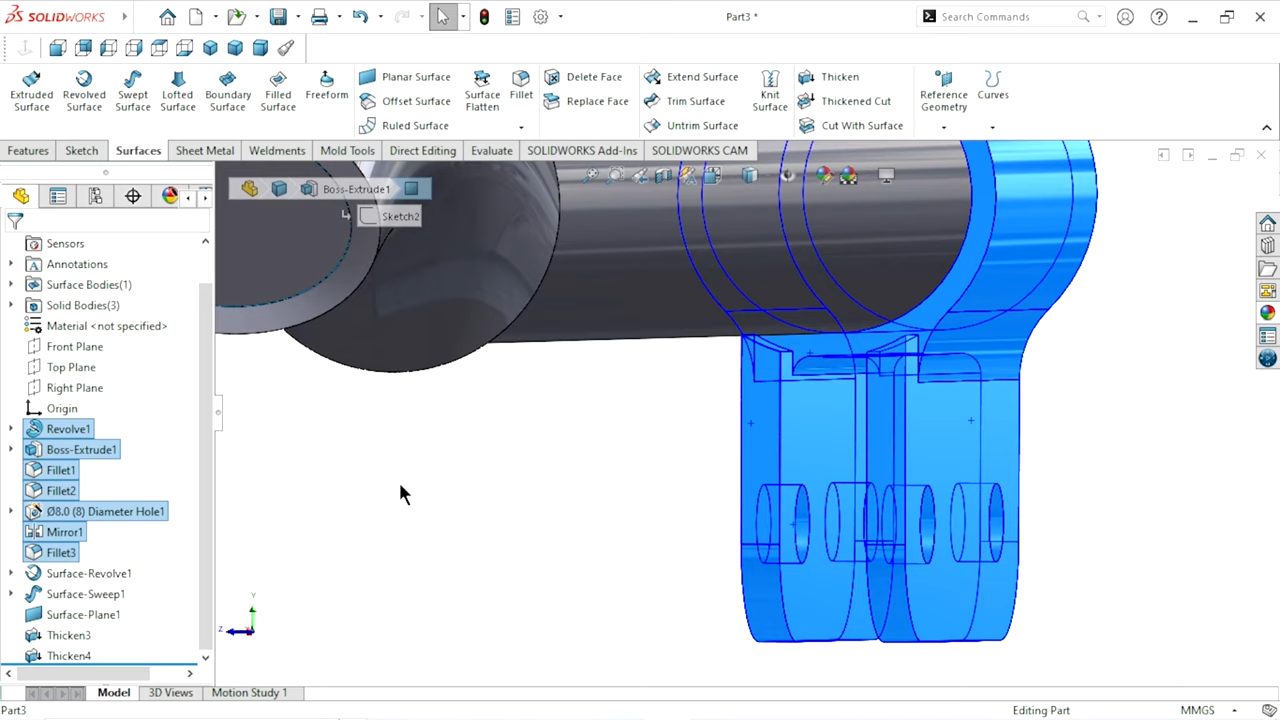 SOLIDWORKS
Part3 *
Search Commands
Extruded Surface
Revolved Surface
Swept Surface
Lofted Surface
Boundary Surface
Filled Surface
Freeform
Planar Surface
Offset Surface
Ruled Surface
Surface Flatten
Fillet
Delete Face
Replace Face
Extend Surface
Trim Surface
Untrim Surface
Knit Surface
Thicken
Thickened Cut
Cut With Surface
Reference Geometry
Curves
Features
Sketch
Surfaces
Sheet Metal
Weldments
Mold Tools
Direct Editing
Evaluate
SOLIDWORKS Add-Ins
SOLIDWORKS CAM
Boss-Extrude1
Sketch2
Sensors
Annotations
Surface Bodies(1)
Solid Bodies(3)
Material <not specified>
Front Plane
Top Plane
Right Plane
Origin
Revolve1
Boss-Extrude1
Fillet1
Fillet2
Ø8.0 (8) Diameter Hole1
Mirror1
Fillet3
Surface-Revolve1
Surface-Sweep1
Surface-Plane1
Thicken3
Thicken4
Y
Z
Model
3D Views
Motion Study 1
Part3
Editing Part
MMGS